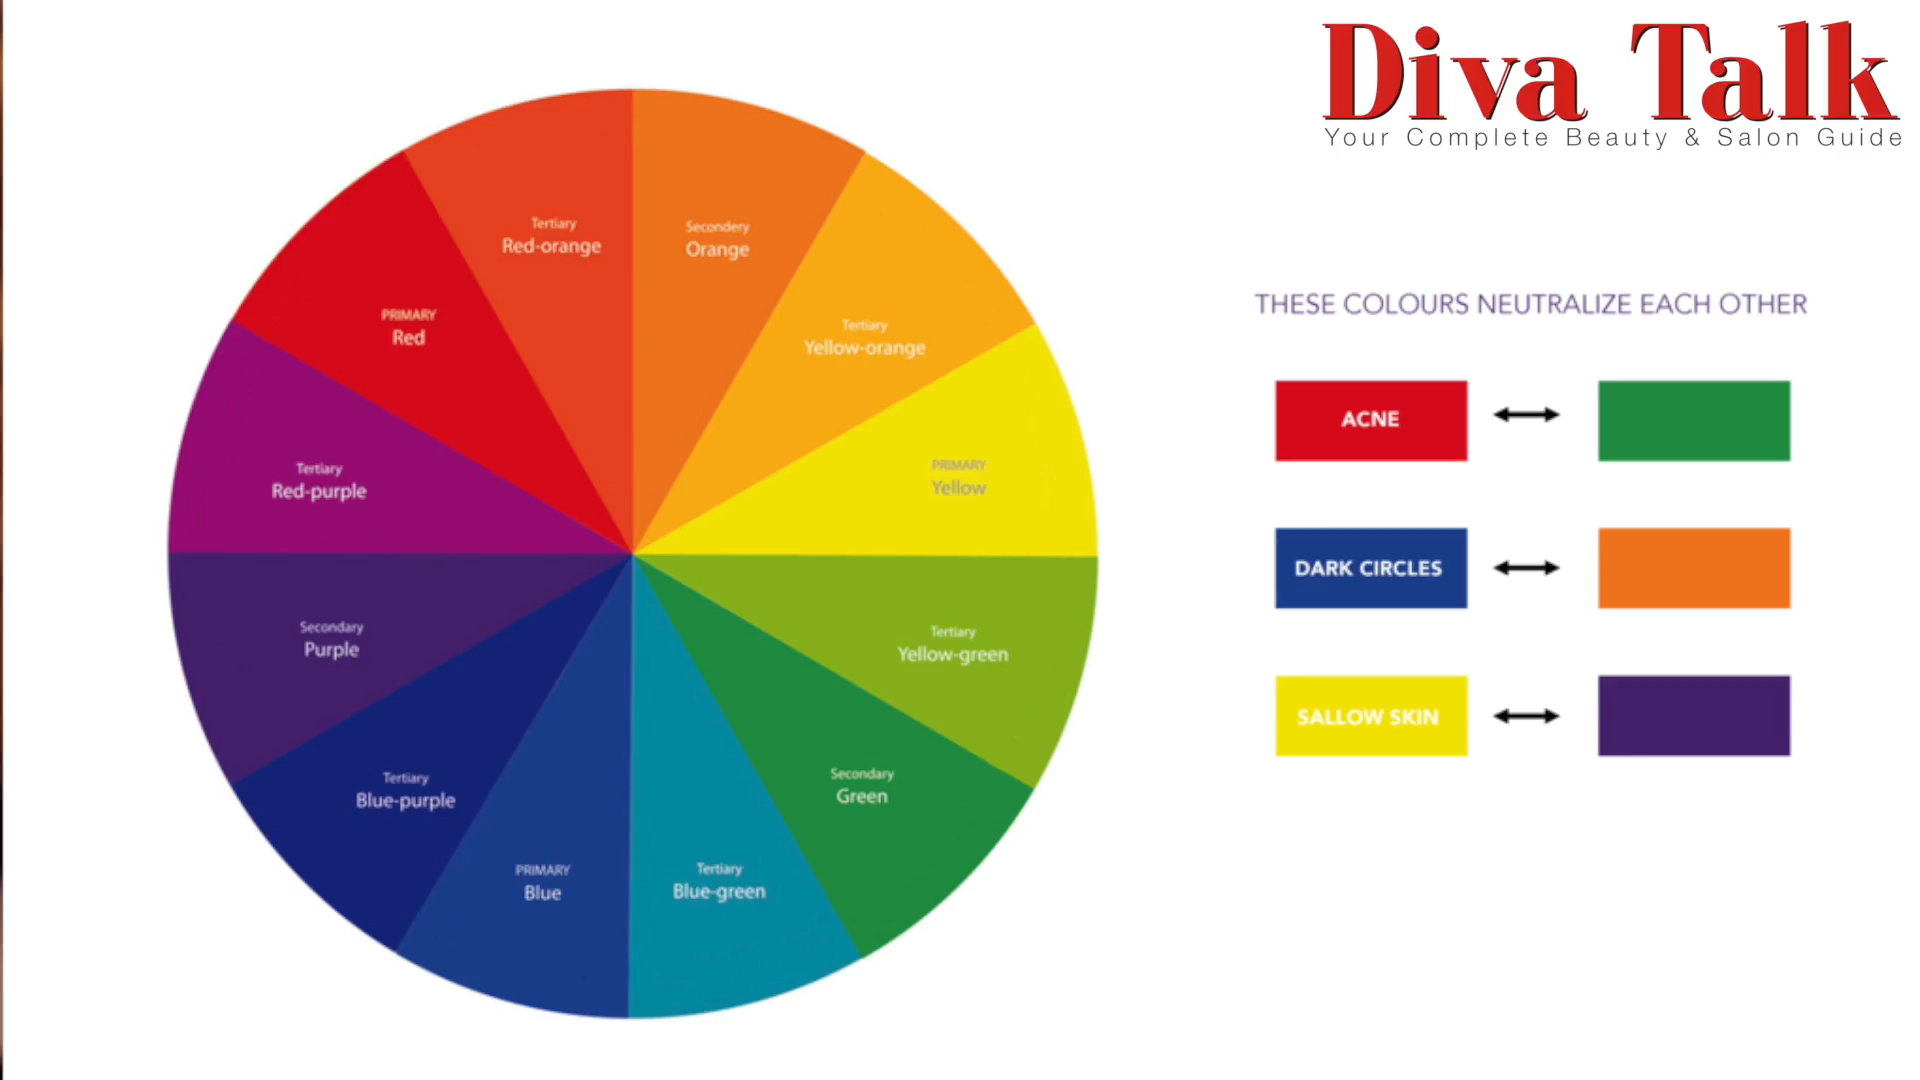 Diva Talk
Your Complete Beauty & Salon Guide
Tertiary
Red-orange
Secondery
Orange
PRIMARY
Red
Tertiary
Yellow-orange
Tertiary
Red-purple
PRIMARY
Yellow
Secondary
Purple
Tertiary
Yellow-green
Tertiary
Blue-purple
Secondary
Green
PRIMARY
Blue
Tertiary
Blue-green
THESE COLOURS NEUTRALIZE EACH OTHER
ACNE
DARK CIRCLES
SALLOW SKIN